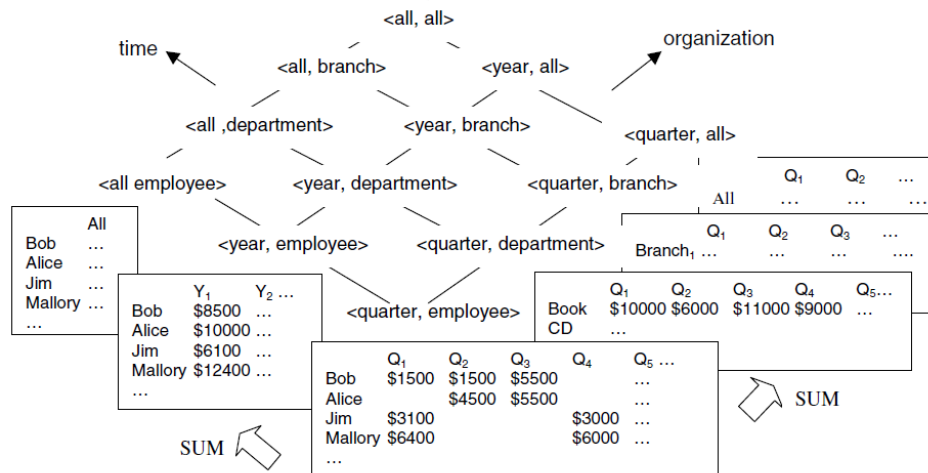 <all, all>
time
organization
<all, branch> <year, all>
<all ,department> <year, branch> <quarter, all>
<all employee> <year, department> <quarter, branch>
<year, employee> <quarter, department>
<quarter, employee>
Q1 Q2 …
All … … …
Q1 Q2 Q3 …
Branch1 … … … ….
Q1 Q2 Q3 Q4 Q5…
Book $10000 $6000 $11000 $9000 …
CD …
All
Bob …
Alice …
Jim …
Mallory …
…
Y1 Y2 …
Bob $8500 …
Alice $10000 …
Jim $6100 …
Mallory $12400 …
…
Q1 Q2 Q3 Q4 Q5 …
Bob $1500 $1500 $5500 …
Alice $4500 $5500 …
Jim $3100 $3000 …
Mallory $6400 $6000 …
…
SUM
SUM